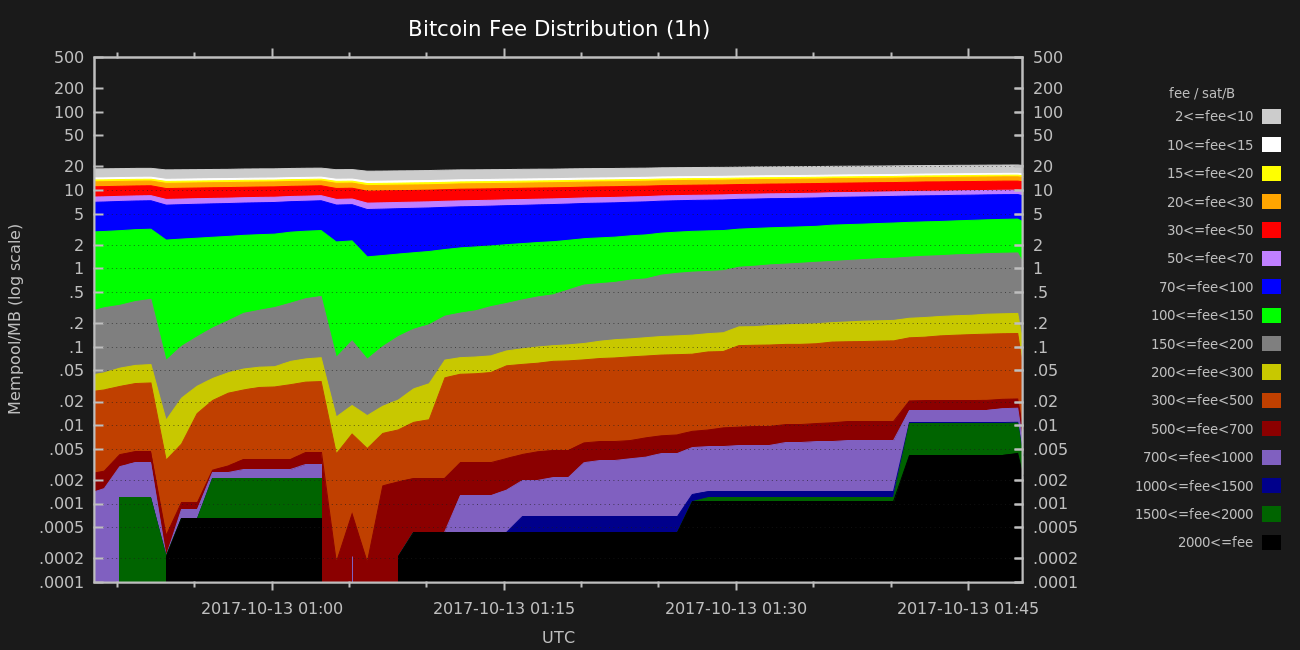 Bitcoin Fee Distribution (1h)
500
200
100
50
20
10
5
2
1
.5
.2
.1
.05
.02
.01
.005
.002
.001
.0005
.0002
.0001
Mempool/MB (log scale)
500
200
100
50
20
10
5
2
1
.5
.2
.1
.05
.02
.01
.005
.002
.001
.0005
.0002
.0001
2017-10-13 01:00
2017-10-13 01:15
2017-10-13 01:30
2017-10-13 01:45
UTC
fee / sat/B
2<=fee<10
10<=fee<15
15<=fee<20
20<=fee<30
30<=fee<50
50<=fee<70
70<=fee<100
100<=fee<150
150<=fee<200
200<=fee<300
300<=fee<500
500<=fee<700
700<=fee<1000
1000<=fee<1500
1500<=fee<2000
2000<=fee